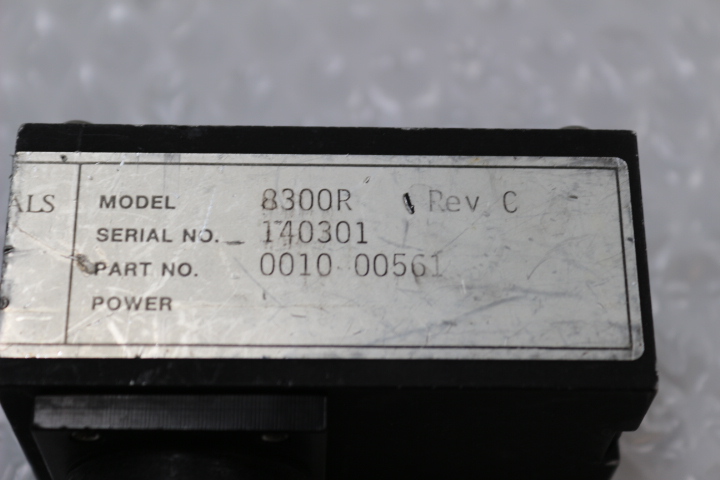 ALS
MODEL 8300R Rev C
SERIAL NO. 140301
PART NO. 0010 00561
POWER